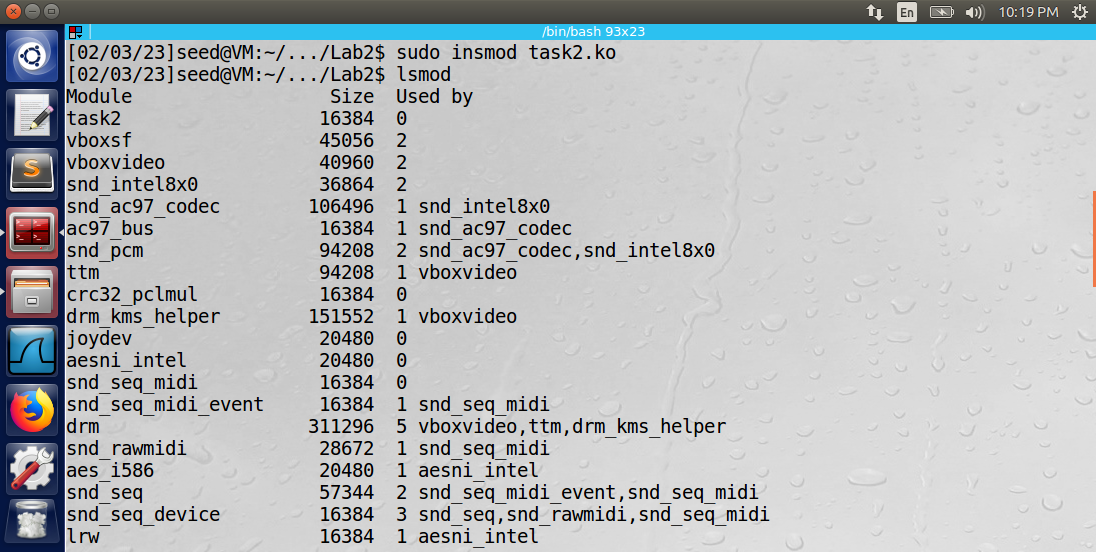 En 10:19 PM
/bin/bash 93x23
[02/03/23]seed@VM:~/.../Lab2$ sudo insmod task2.ko
[02/03/23]seed@VM:~/.../Lab2$ lsmod
Module                  Size  Used by
task2                  16384  0
vboxsf                 45056  2
vboxvideo              40960  2
snd_intel8x0           36864  2
snd_ac97_codec        106496  1 snd_intel8x0
ac97_bus               16384  1 snd_ac97_codec
snd_pcm                94208  2 snd_ac97_codec,snd_intel8x0
ttm                    94208  1 vboxvideo
crc32_pclmul           16384  0
drm_kms_helper        151552  1 vboxvideo
joydev                 20480  0
aesni_intel            20480  0
snd_seq_midi           16384  0
snd_seq_midi_event     16384  1 snd_seq_midi
drm                   311296  5 vboxvideo,ttm,drm_kms_helper
snd_rawmidi            28672  1 snd_seq_midi
aes_i586               20480  1 aesni_intel
snd_seq                57344  2 snd_seq_midi_event,snd_seq_midi
snd_seq_device         16384  3 snd_seq,snd_rawmidi,snd_seq_midi
lrw                    16384  1 aesni_intel